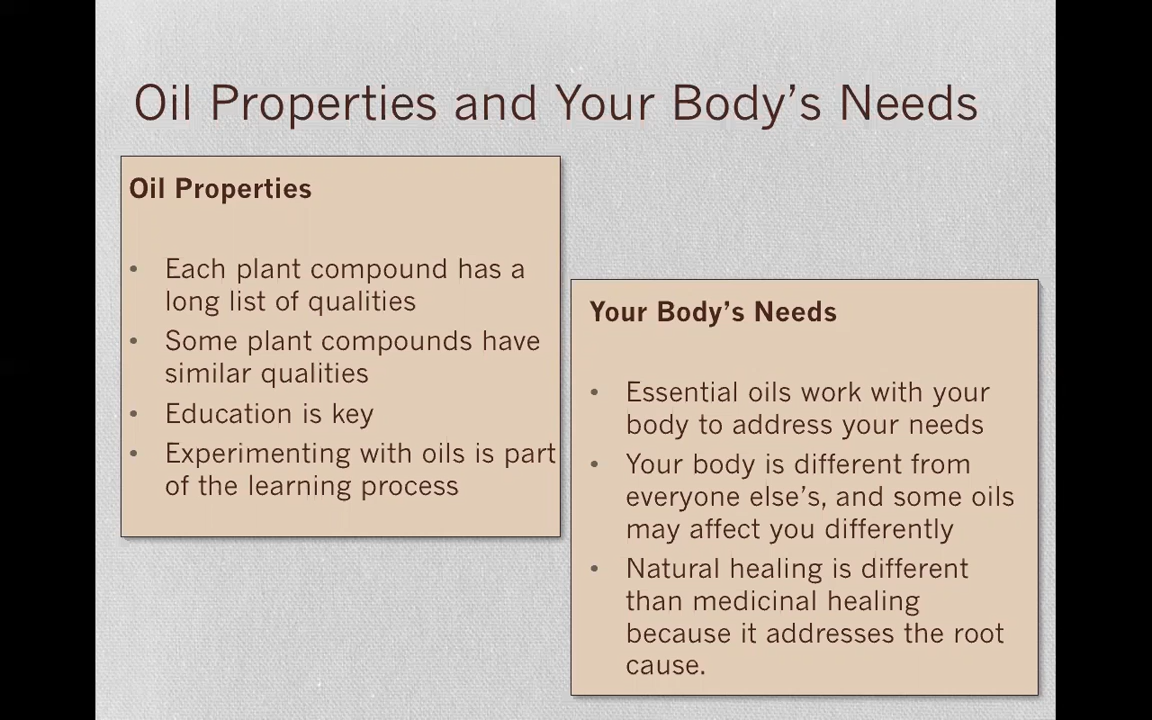 Oil Properties and Your Body’s Needs
Oil Properties
• Each plant compound has a
long list of qualities
• Some plant compounds have
similar qualities
• Education is key
• Experimenting with oils is part
of the learning process
Your Body’s Needs
• Essential oils work with your
body to address your needs
• Your body is different from
everyone else’s, and some oils
may affect you differently
• Natural healing is different
than medicinal healing
because it addresses the root
cause.